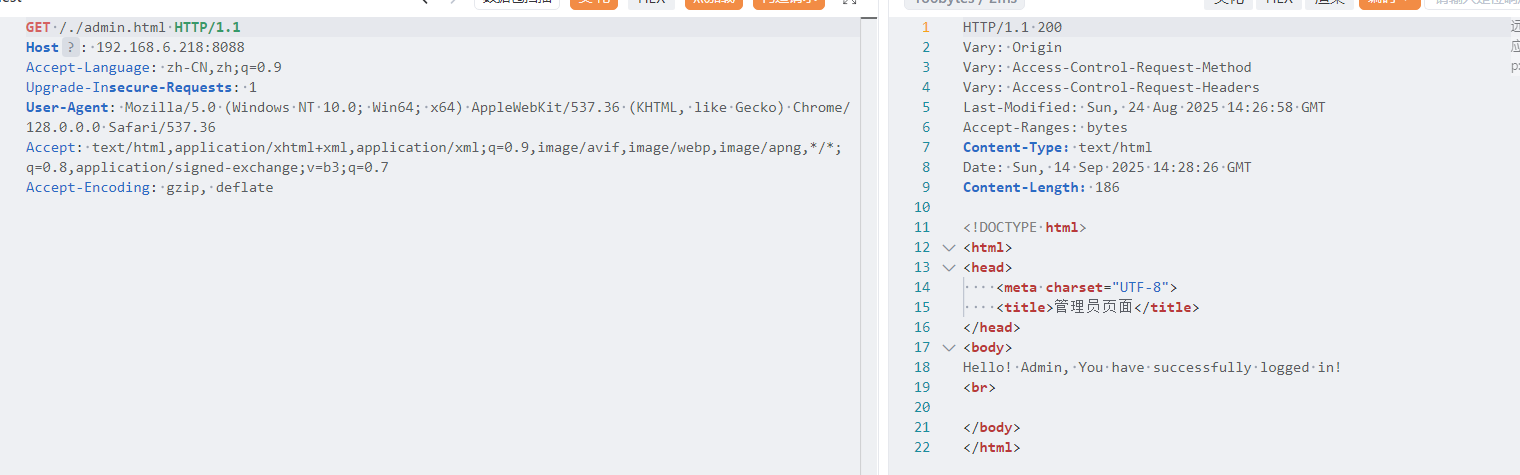 HEX
HEX
GET /./admin.html HTTP/1.1
Host ? : 192.168.6.218:8088
Accept-Language: zh-CN,zh;q=0.9
Upgrade-Insecure-Requests: 1
User-Agent: Mozilla/5.0 (Windows NT 10.0; Win64; x64) AppleWebKit/537.36 (KHTML, like Gecko) Chrome/
128.0.0.0 Safari/537.36
Accept: text/html,application/xhtml+xml,application/xml;q=0.9,image/avif,image/webp,image/apng,*/*;
q=0.8,application/signed-exchange;v=b3;q=0.7
Accept-Encoding: gzip, deflate
1 HTTP/1.1 200
2 Vary: Origin
3 Vary: Access-Control-Request-Method
4 Vary: Access-Control-Request-Headers
5 Last-Modified: Sun, 24 Aug 2025 14:26:58 GMT
6 Accept-Ranges: bytes
7 Content-Type: text/html
8 Date: Sun, 14 Sep 2025 14:28:26 GMT
9 Content-Length: 186
10
11 <!DOCTYPE html>
12 <html>
13 <head>
14 <meta charset="UTF-8">
15 <title>管理员页面</title>
16 </head>
17 <body>
18 Hello! Admin, You have successfully logged in!
19 <br>
20
21 </body>
22 </html>
远
应